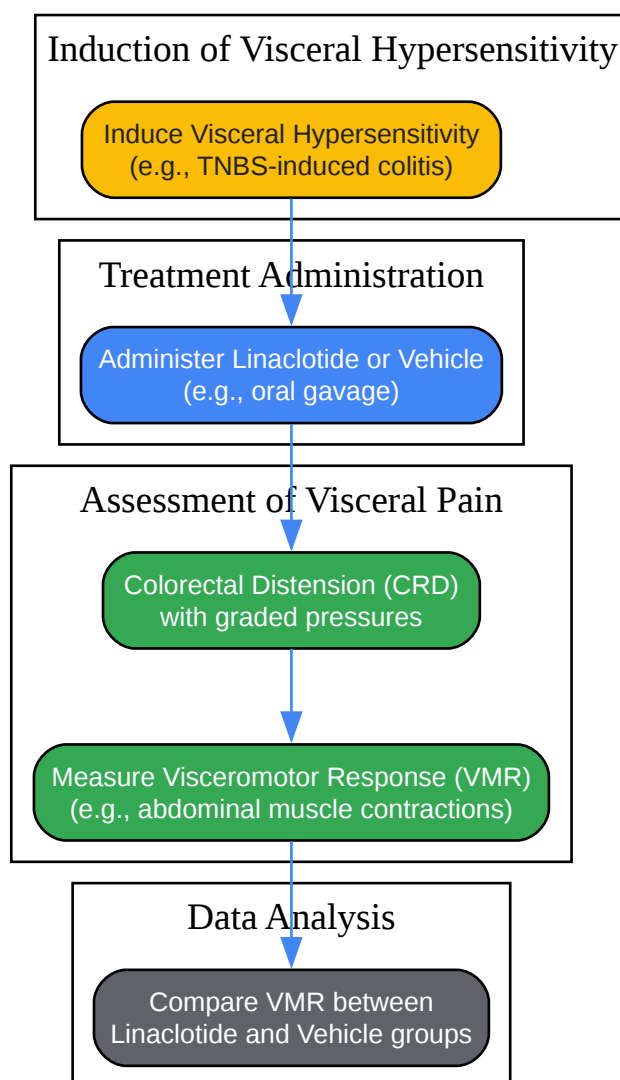 Induction of Visceral Hypersensitivity
Induce Visceral Hypersensitivity
(e.g., TNBS-induced colitis)
Treatment Administration
Administer Linaclotide or Vehicle
(e.g., oral gavage)
Assessment of Visceral Pain
Colorectal Distension (CRD)
with graded pressures
Measure Visceromotor Response (VMR)
(e.g., abdominal muscle contractions)
Data Analysis
Compare VMR between
Linaclotide and Vehicle groups